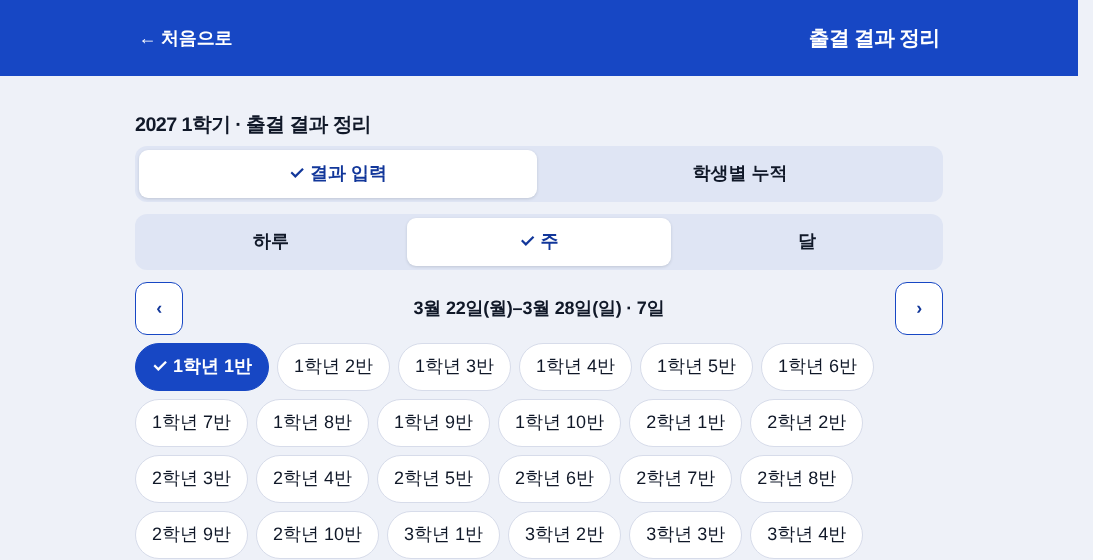 ← 처음으로
출결 결과 정리
2027 1학기 · 출결 결과 정리
✓ 결과 입력
학생별 누적
하루
✓ 주
달
‹
3월 22일(월)–3월 28일(일) · 7일
›
✓ 1학년 1반 1학년 2반 1학년 3반 1학년 4반 1학년 5반 1학년 6반
1학년 7반 1학년 8반 1학년 9반 1학년 10반 2학년 1반 2학년 2반
2학년 3반 2학년 4반 2학년 5반 2학년 6반 2학년 7반 2학년 8반
2학년 9반 2학년 10반 3학년 1반 3학년 2반 3학년 3반 3학년 4반